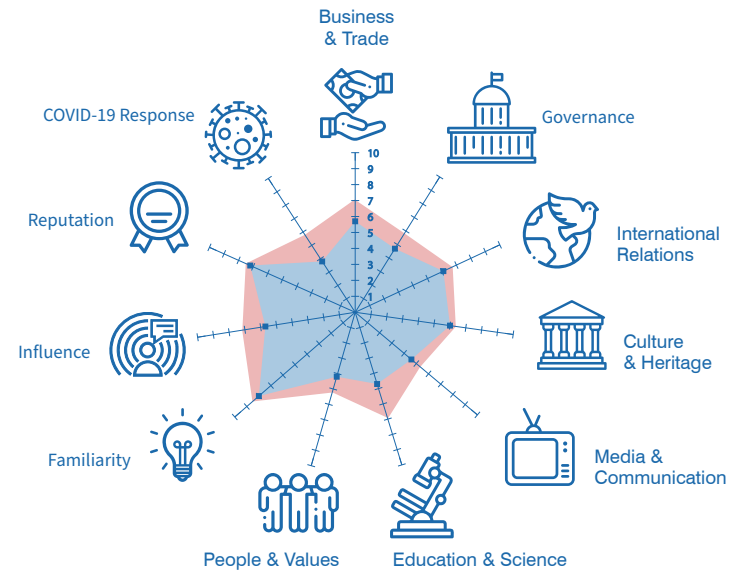 Business
& Trade
COVID-19 Response
Governance
10
9
8
7
6
5
4
3
2
1
Reputation
International
Relations
Influence
Culture
& Heritage
Familiarity
Media &
Communication
People & Values
Education & Science